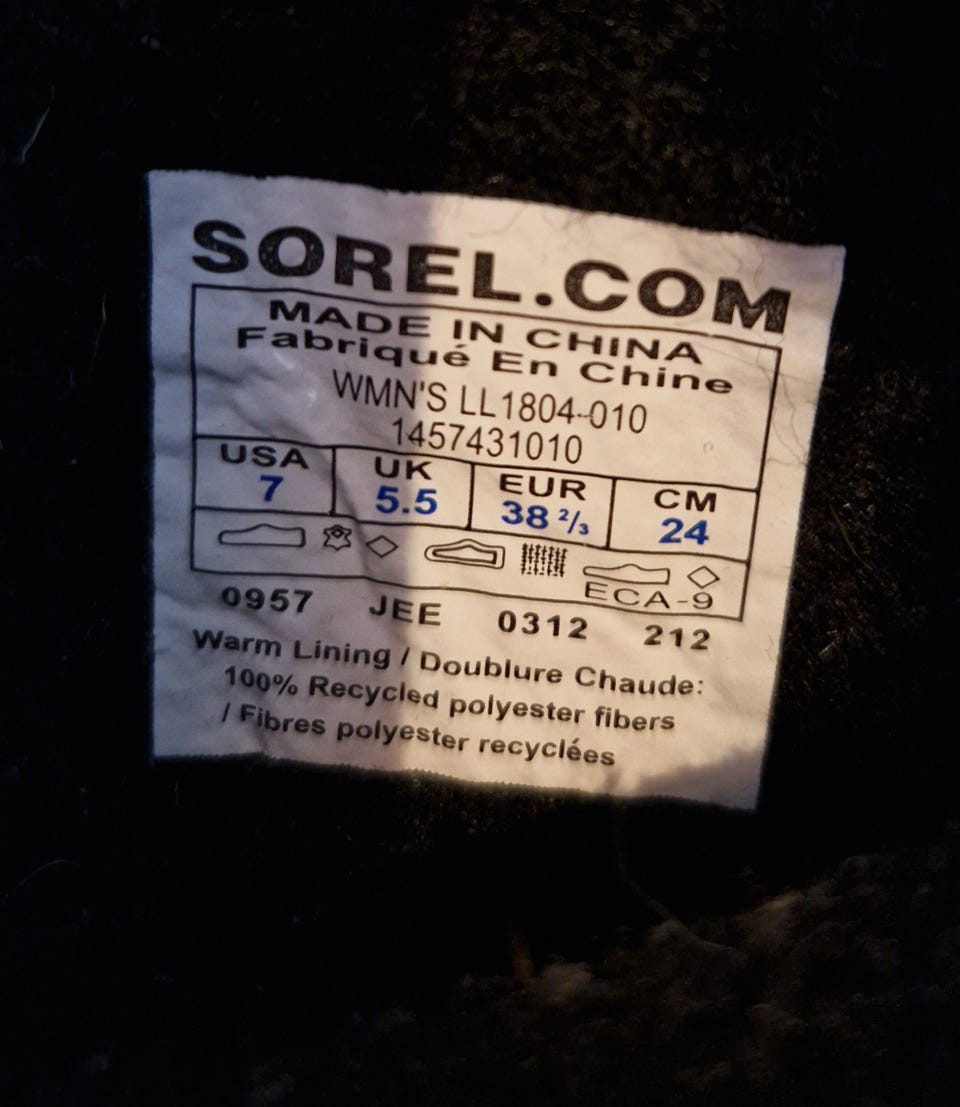 SOREL.COM
MADE IN CHINA
Fabriqué En Chine
WMN'S LL1804-010
1457431010
USA UK EUR CM
7 5.5 38 2/3 24
ECA-9
0957 JEE 0312 212
Warm Lining / Doublure Chaude:
100% Recycled polyester fibers
/ Fibres polyester recyclées